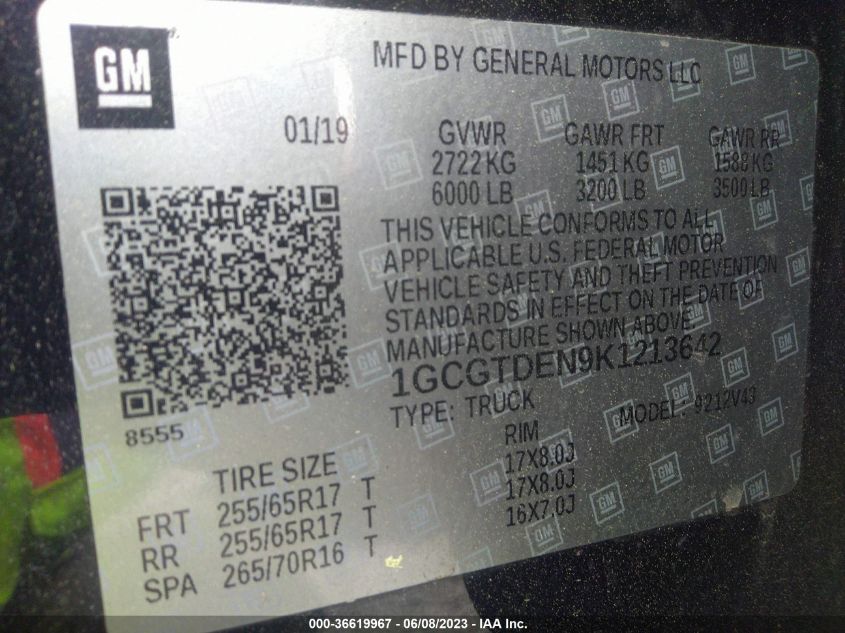 GM
MFD BY GENERAL MOTORS LLC
01/19
GVWR GAWR FRT GAWR RR
2722 KG 1451 KG 1588 KG
6000 LB 3200 LB 3500 LB
THIS VEHICLE CONFORMS TO ALL
APPLICABLE U.S. FEDERAL MOTOR
VEHICLE SAFETY AND THEFT PREVENTION
STANDARDS IN EFFECT ON THE DATE OF
MANUFACTURE SHOWN ABOVE.
1GCGTDEN9K1213642
TYPE: TRUCK MODEL: 9212V43
8555
TIRE SIZE RIM
FRT 255/65R17 T 17X8.0J
RR 255/65R17 T 17X8.0J
SPA 265/70R16 T 16X7.0J
000-36619967 - 06/08/2023 - © IAA Inc.